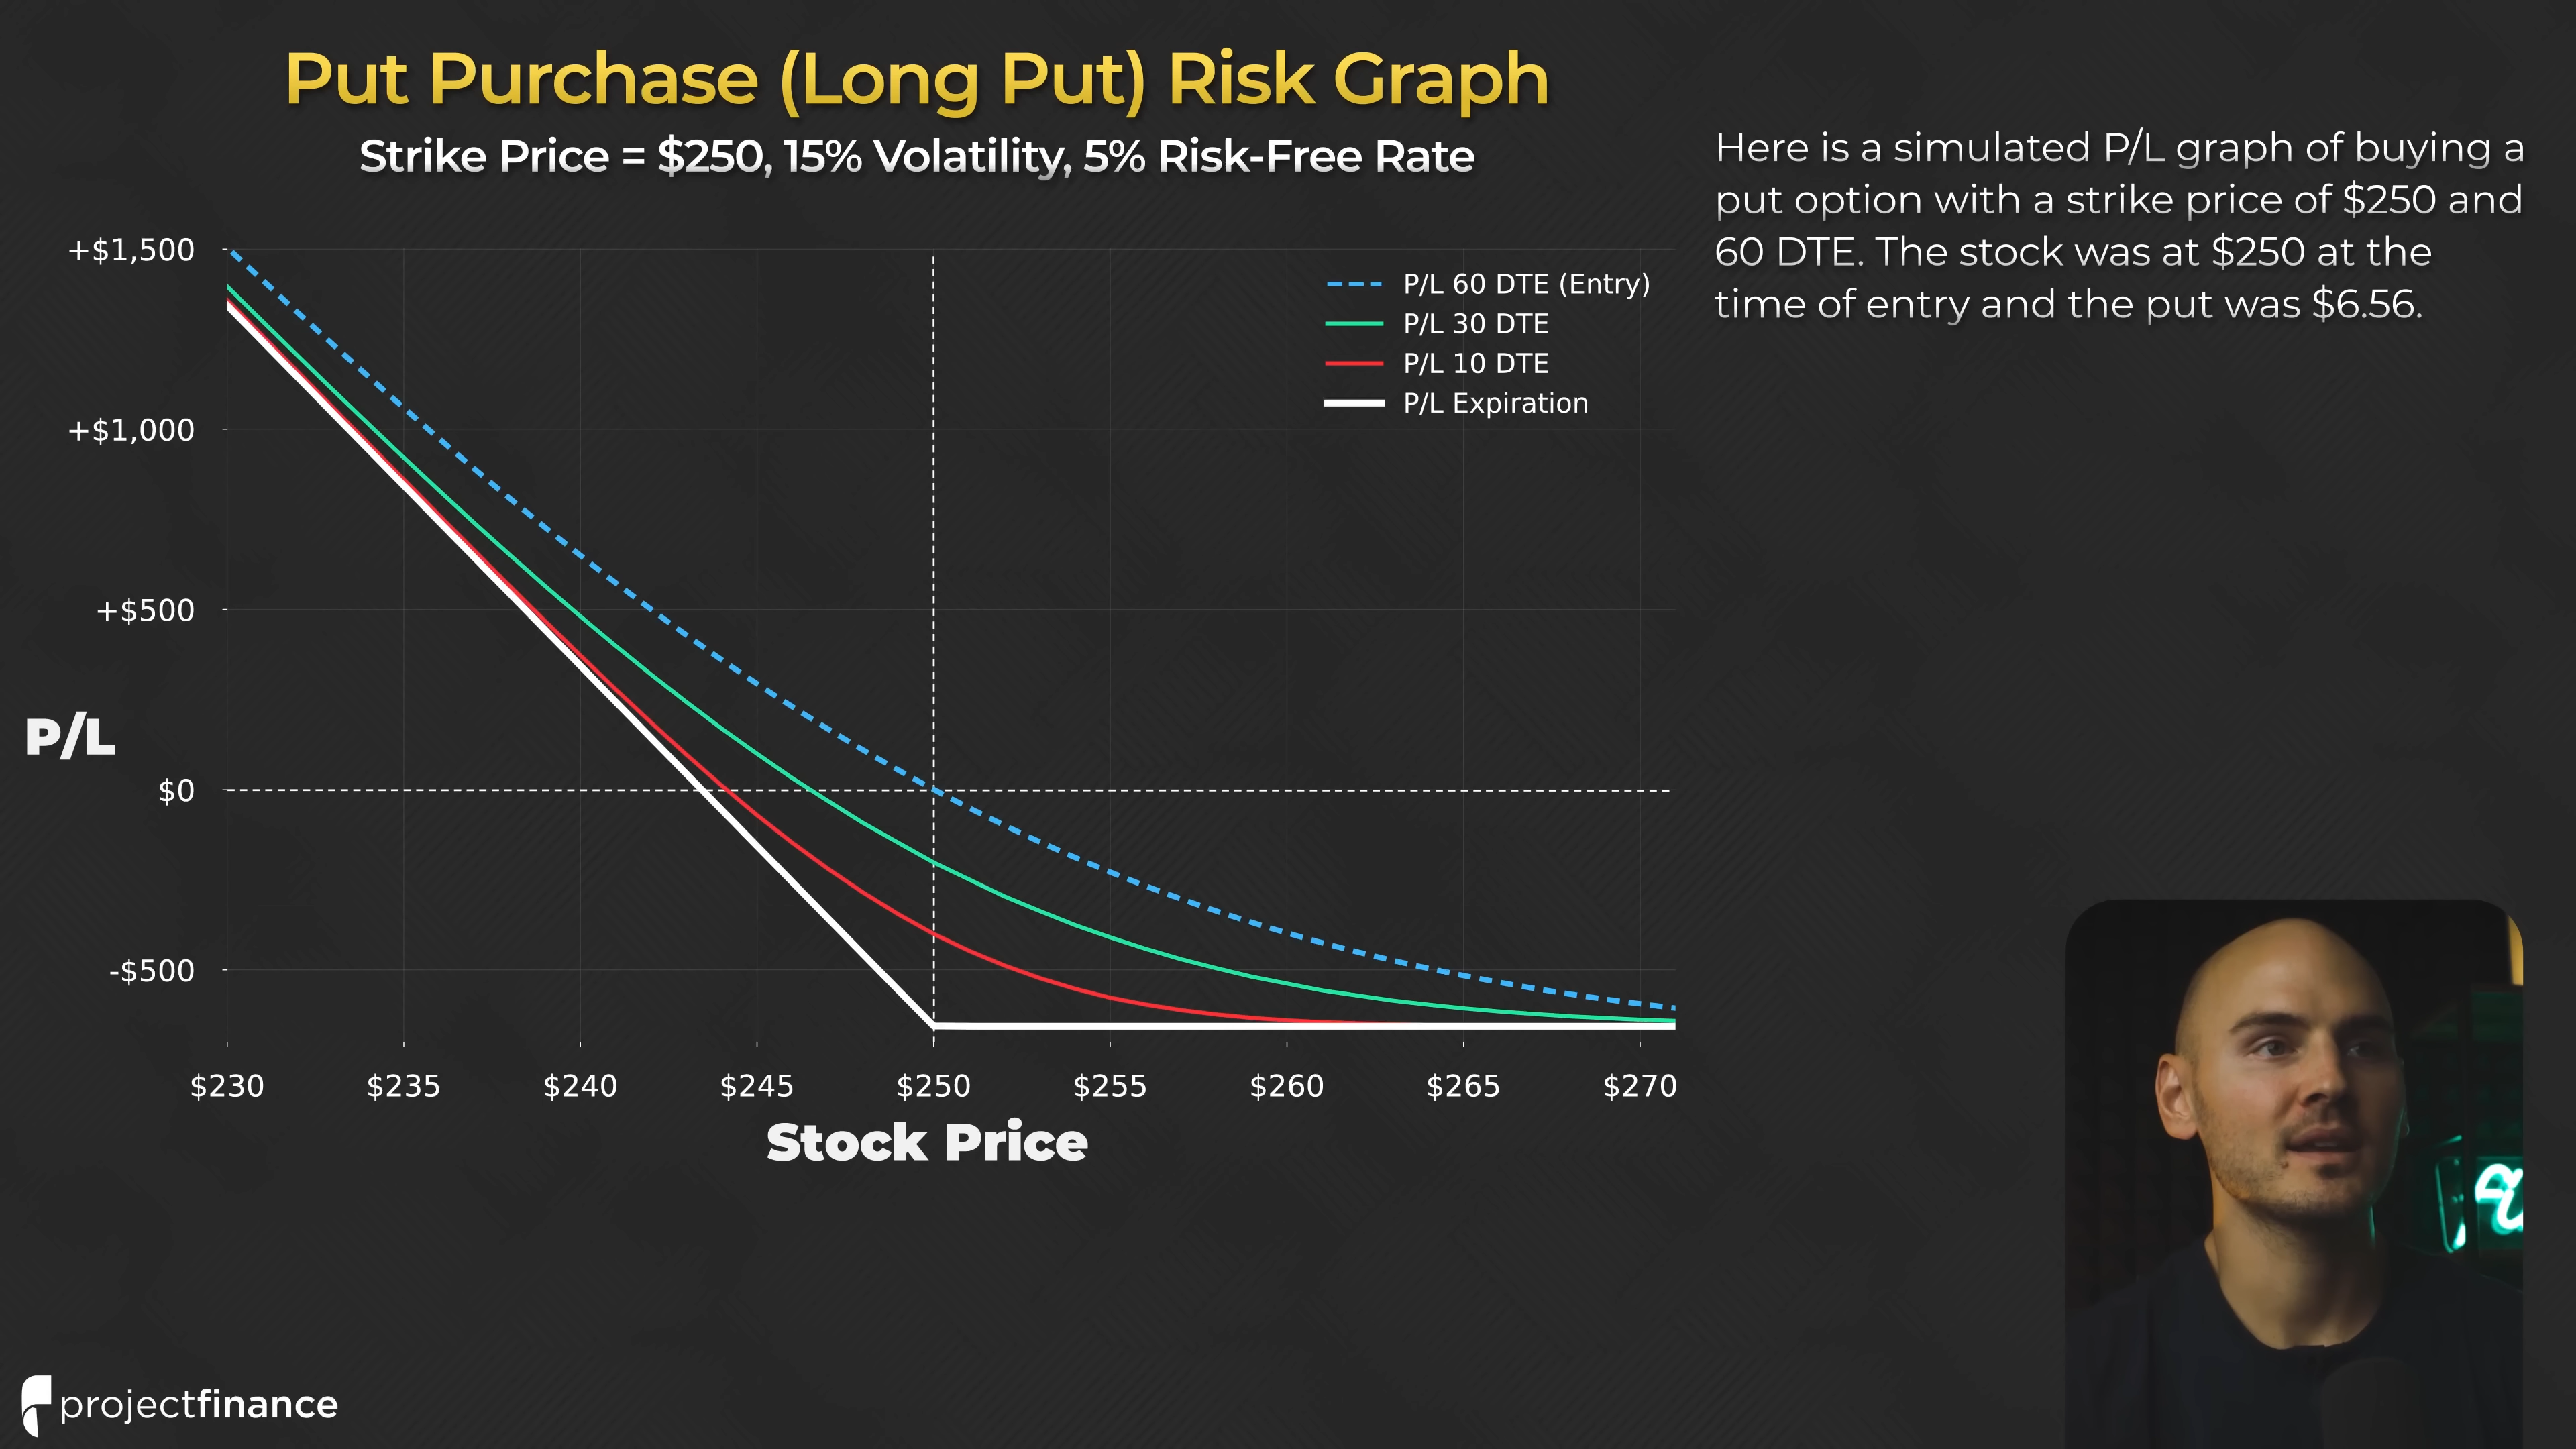 Put Purchase (Long Put) Risk Graph
Strike Price = $250, 15% Volatility, 5% Risk-Free Rate
Here is a simulated P/L graph of buying a
put option with a strike price of $250 and
60 DTE. The stock was at $250 at the
time of entry and the put was $6.56.
P/L 60 DTE (Entry)
P/L 30 DTE
P/L 10 DTE
P/L Expiration
+$1,500
+$1,000
+$500
$0
-$500
P/L
$230 $235 $240 $245 $250 $255 $260 $265 $270
Stock Price
projectfinance